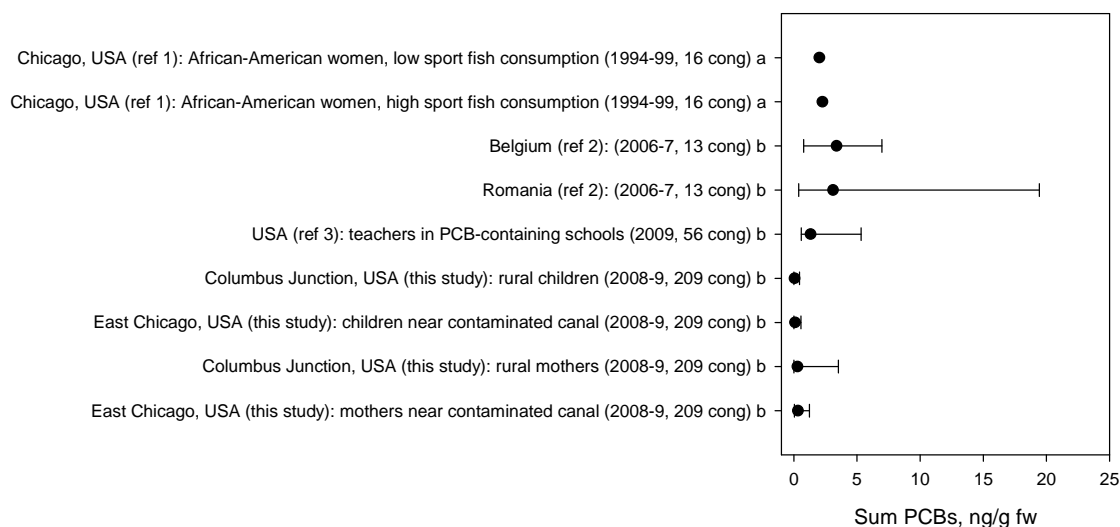 Chicago, USA (ref 1): African-American women, low sport fish consumption (1994-99, 16 cong) a
Chicago, USA (ref 1): African-American women, high sport fish consumption (1994-99, 16 cong) a
Belgium (ref 2): (2006-7, 13 cong) b
Romania (ref 2): (2006-7, 13 cong) b
USA (ref 3): teachers in PCB-containing schools (2009, 56 cong) b
Columbus Junction, USA (this study): rural children (2008-9, 209 cong) b
East Chicago, USA (this study): children near contaminated canal (2008-9, 209 cong) b
Columbus Junction, USA (this study): rural mothers (2008-9, 209 cong) b
East Chicago, USA (this study): mothers near contaminated canal (2008-9, 209 cong) b
0 5 10 15 20 25
Sum PCBs, ng/g fw